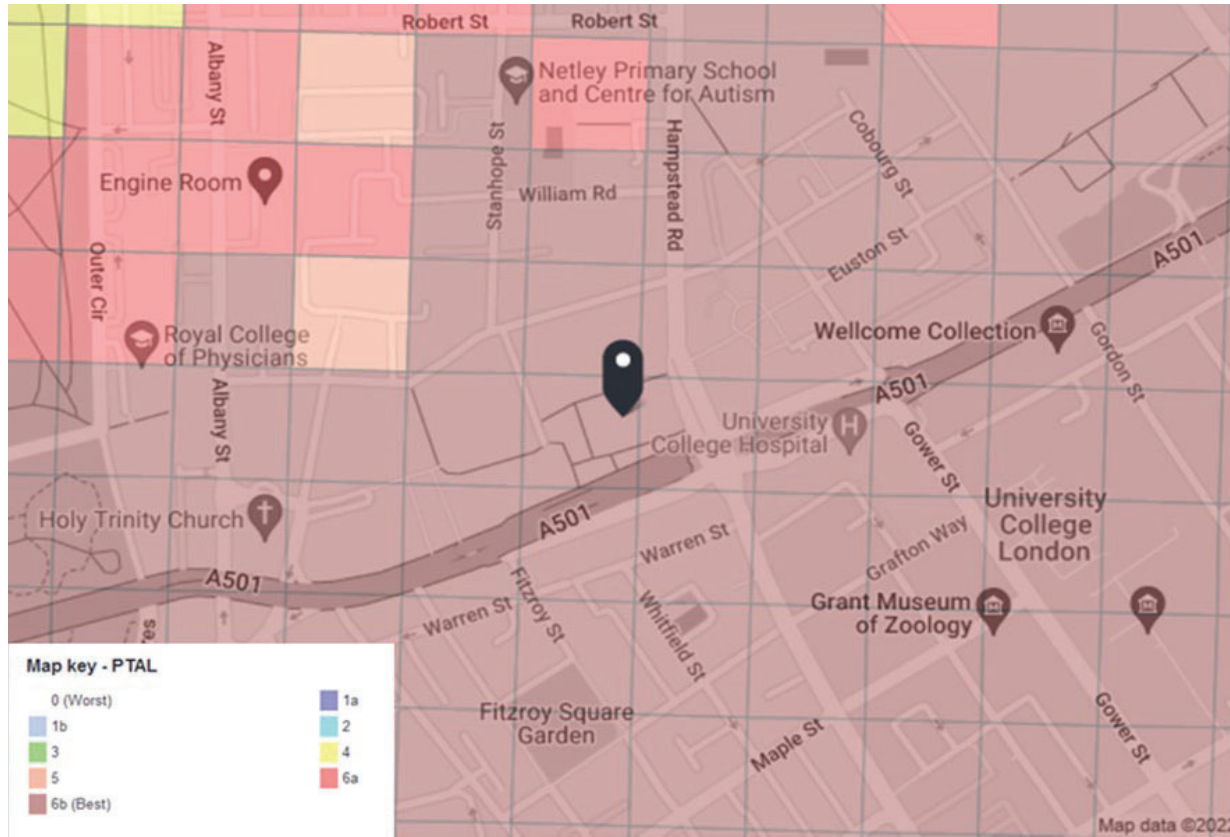 Robert St
Robert St
Albany St
Netley Primary School
and Centre for Autism
Hampstead Rd
Cobourg St
Stanhope St
Engine Room
William Rd
Euston St
A501
Outer Cir
Royal College
of Physicians
Wellcome Collection
Gordon St
Albany St
A501
University
College Hospital
Gower St
University
College
London
Holy Trinity Church
A501
Warren St
Grafton Way
A501
Fitzroy St
Warren St
Whitfield St
Grant Museum
of Zoology
Fitzroy Square
Garden
Maple St
Gower St
Map key - PTAL
0 (Worst)
1a
1b
2
3
4
5
6a
6b (Best)